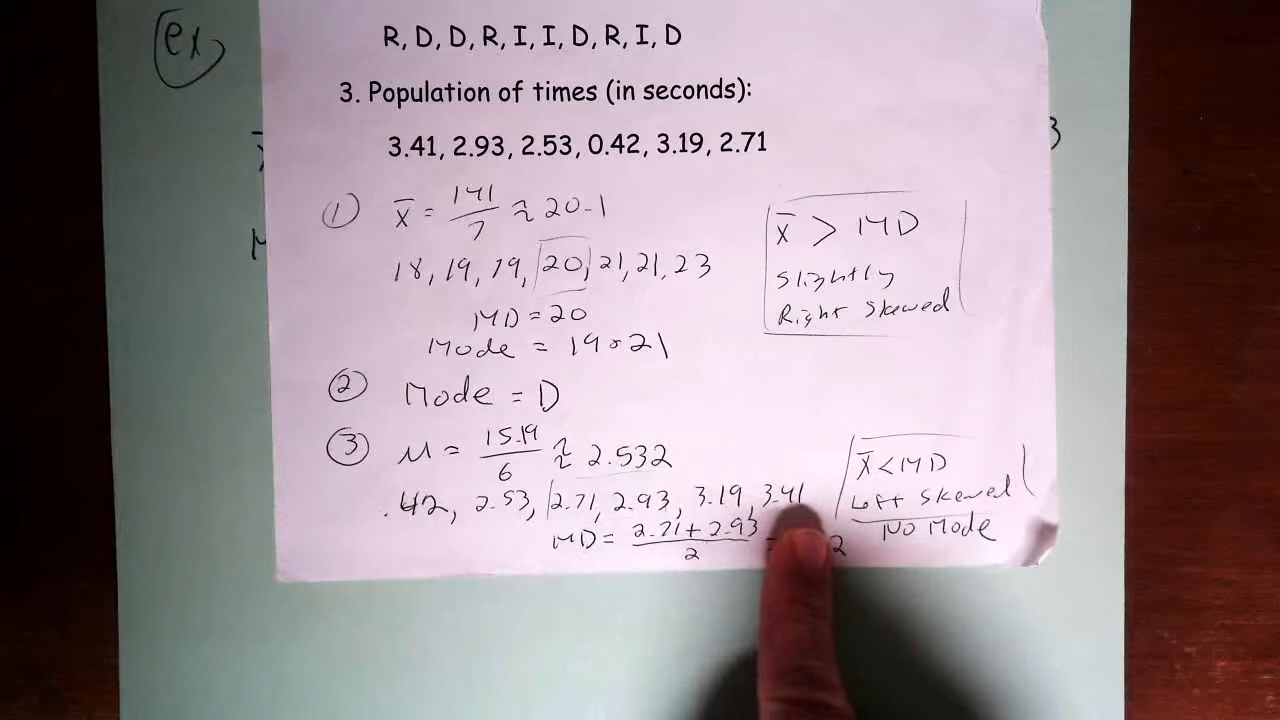 ex
R, D, D, R, I, I, D, R, I, D
3. Population of times (in seconds):
3.41, 2.93, 2.53, 0.42, 3.19, 2.71
① x̄ = 141/7 ≈ 20.1
18, 19, 19, 20, 21, 21, 23
MD = 20
Mode = 19 & 21
x̄ > MD
Slightly
Right Skewed
② Mode = D
③ μ = 15.19/6 ≈ 2.532
.42, 2.53, 2.71, 2.93, 3.19, 3.41
MD = (2.71 + 2.93)/2
x̄ < MD
Left Skewed
No Mode